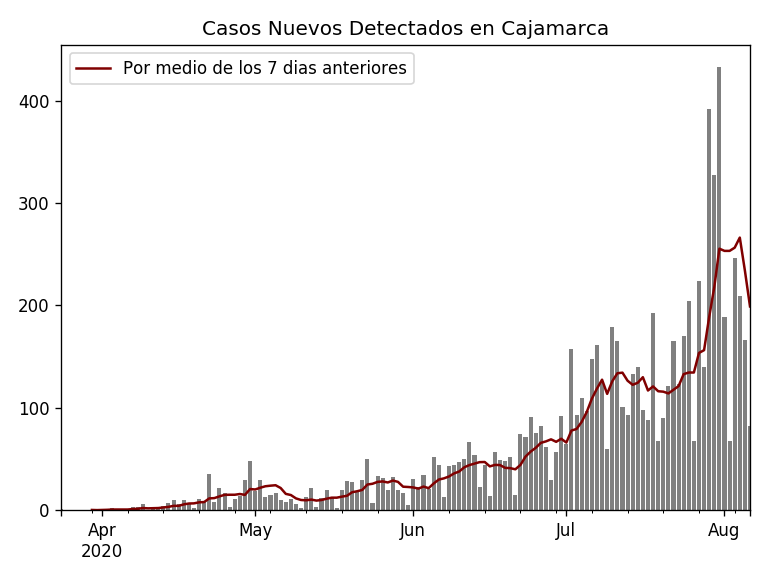 Casos Nuevos Detectados en Cajamarca
Por medio de los 7 dias anteriores
400
300
200
100
0
Apr May Jun Jul Aug
2020